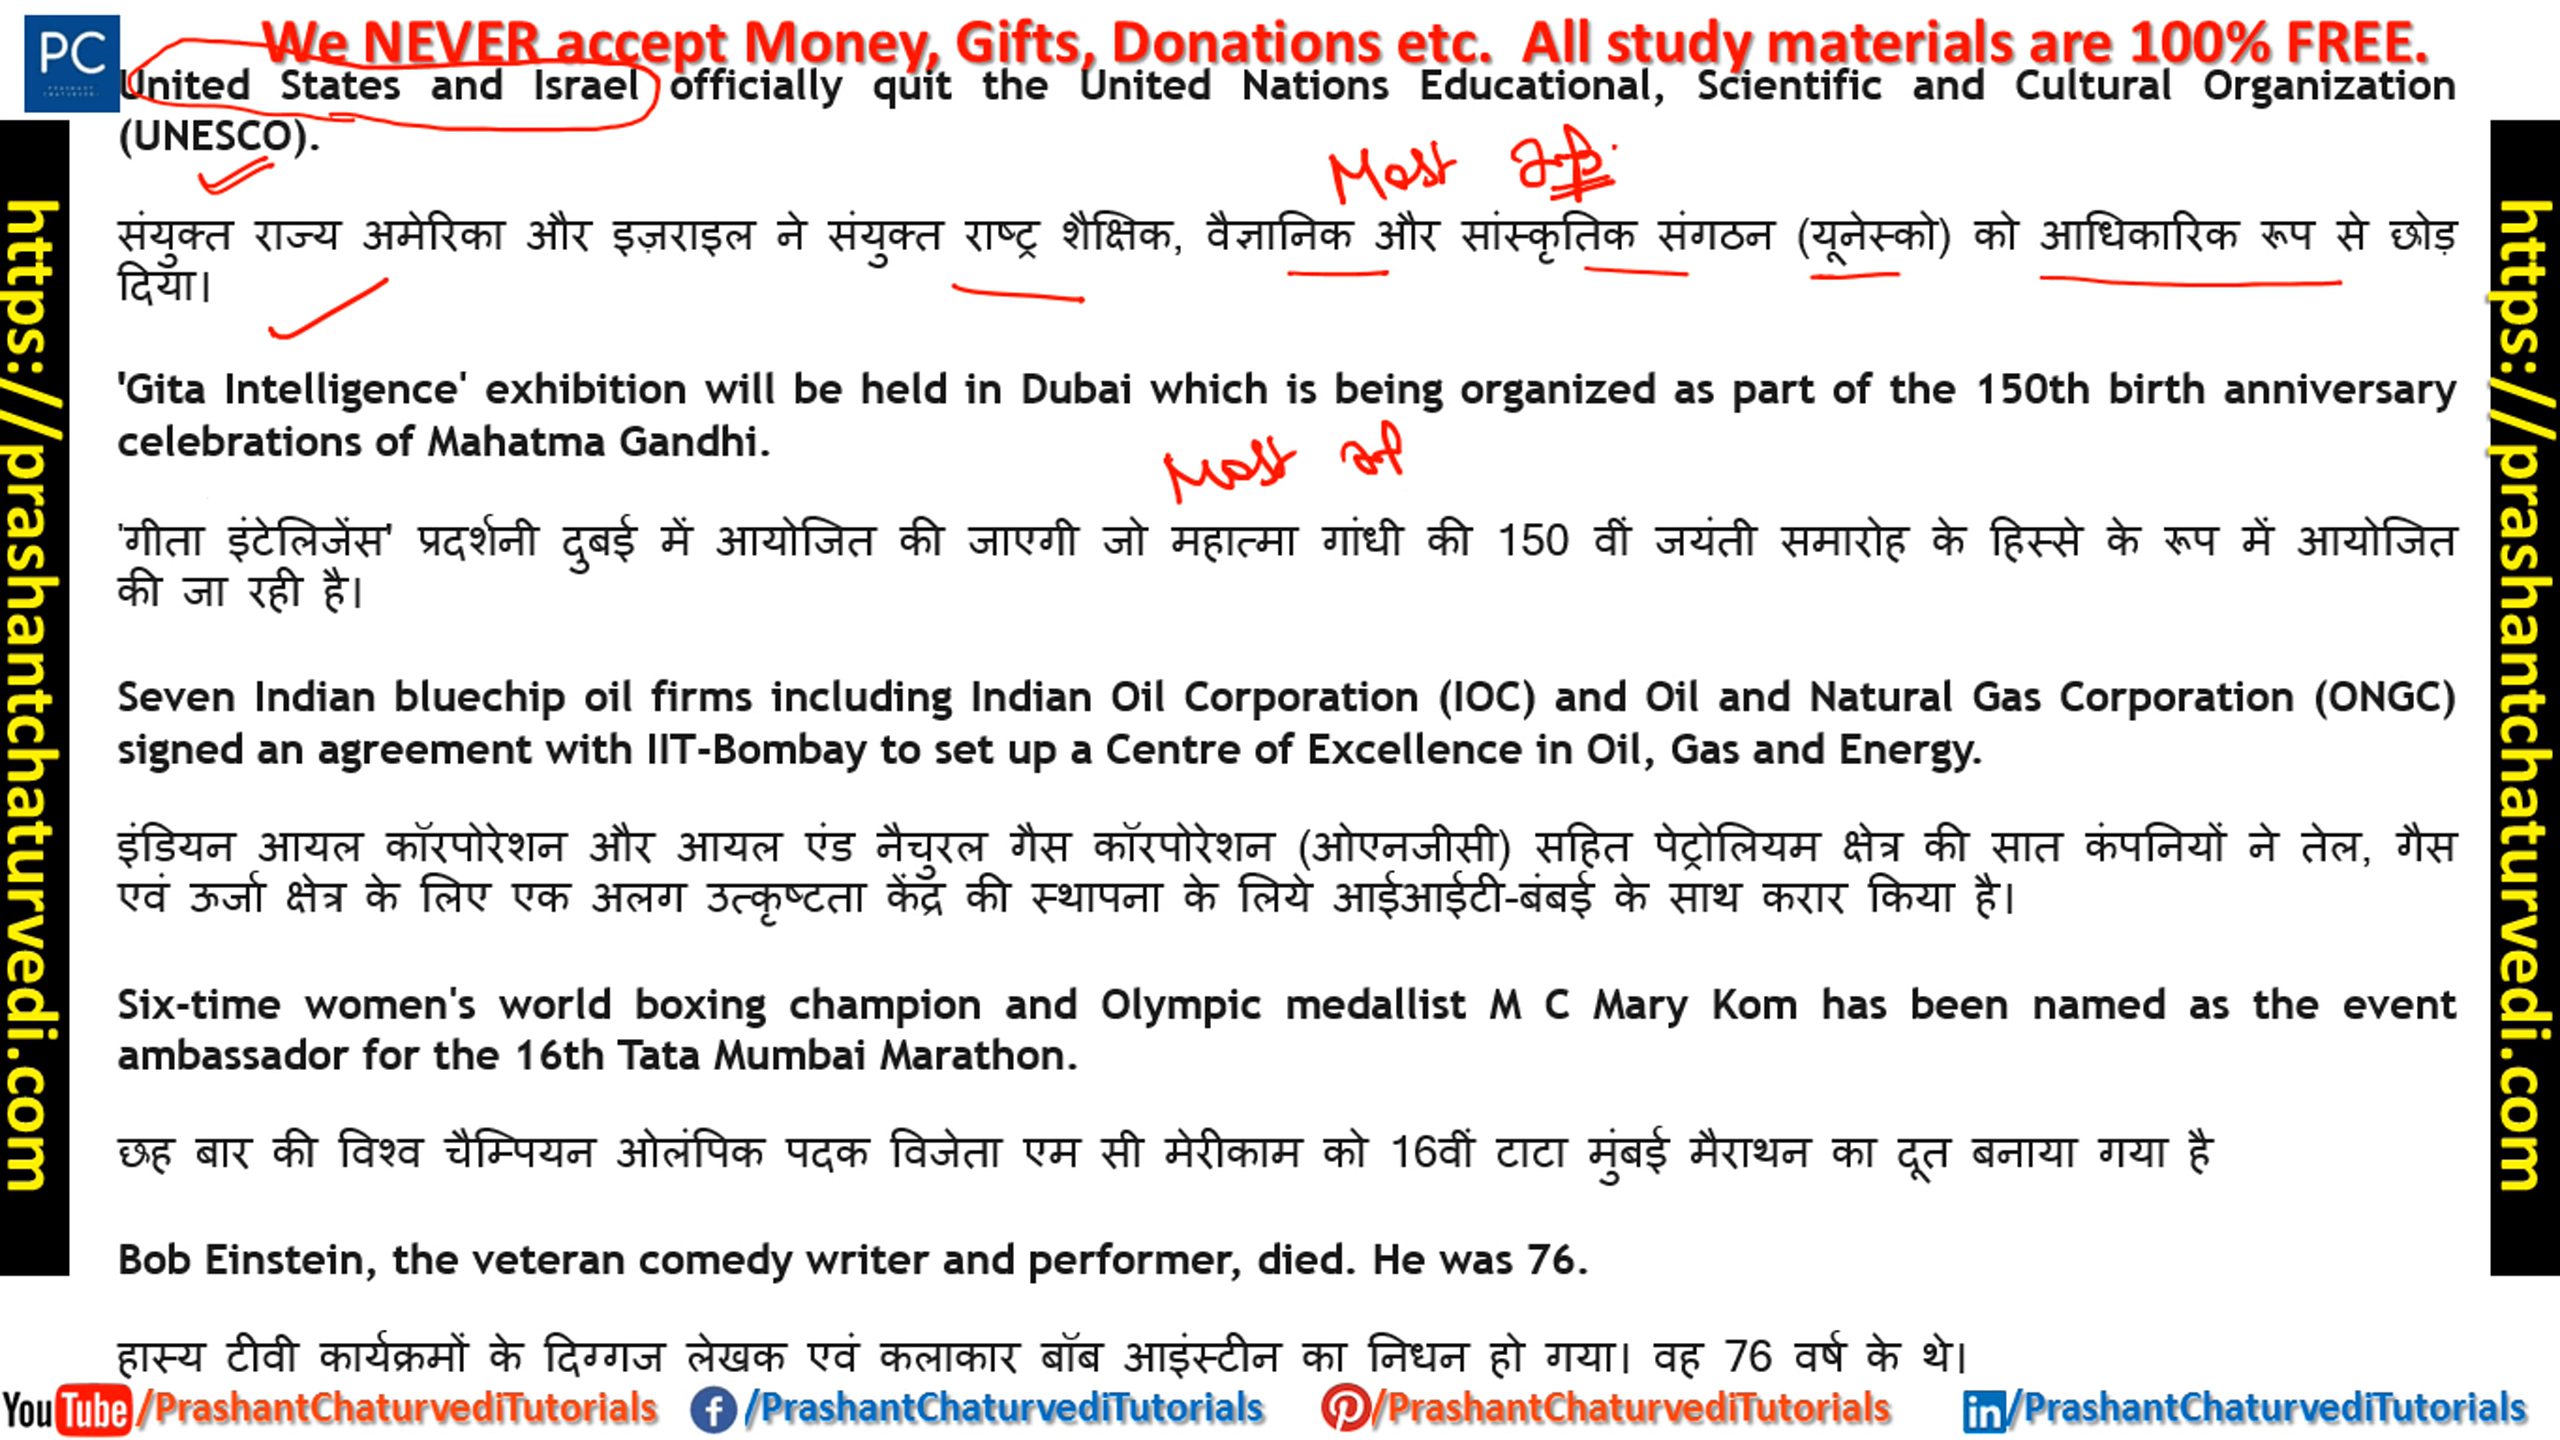 We NEVER accept Money, Gifts, Donations etc. All study materials are 100% FREE.
PC
United States and Israel officially quit the United Nations Educational, Scientific and Cultural Organization
(UNESCO).
Most Imp.
संयुक्त राज्य अमेरिका और इज़राइल ने संयुक्त राष्ट्र शैक्षिक, वैज्ञानिक और सांस्कृतिक संगठन (यूनेस्को) को आधिकारिक रूप से छोड़
दिया।
'Gita Intelligence' exhibition will be held in Dubai which is being organized as part of the 150th birth anniversary
celebrations of Mahatma Gandhi.
Most Imp
'गीता इंटेलिजेंस' प्रदर्शनी दुबई में आयोजित की जाएगी जो महात्मा गांधी की 150 वीं जयंती समारोह के हिस्से के रूप में आयोजित
की जा रही है।
Seven Indian bluechip oil firms including Indian Oil Corporation (IOC) and Oil and Natural Gas Corporation (ONGC)
signed an agreement with IIT-Bombay to set up a Centre of Excellence in Oil, Gas and Energy.
इंडियन आयल कॉरपोरेशन और आयल एंड नैचुरल गैस कॉरपोरेशन (ओएनजीसी) सहित पेट्रोलियम क्षेत्र की सात कंपनियों ने तेल, गैस
एवं ऊर्जा क्षेत्र के लिए एक अलग उत्कृष्टता केंद्र की स्थापना के लिये आईआईटी-बंबई के साथ करार किया है।
Six-time women's world boxing champion and Olympic medallist M C Mary Kom has been named as the event
ambassador for the 16th Tata Mumbai Marathon.
छह बार की विश्व चैम्पियन ओलंपिक पदक विजेता एम सी मेरीकाम को 16वीं टाटा मुंबई मैराथन का दूत बनाया गया है
Bob Einstein, the veteran comedy writer and performer, died. He was 76.
हास्य टीवी कार्यक्रमों के दिग्गज लेखक एवं कलाकार बॉब आइंस्टीन का निधन हो गया। वह 76 वर्ष के थे।
https://prashantchaturvedi.com
https://prashantchaturvedi.com
YouTube/PrashantChaturvediTutorials f/PrashantChaturvediTutorials /PrashantChaturvediTutorials in/PrashantChaturvediTutorials